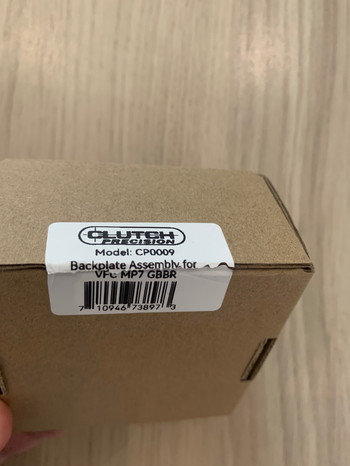 CLUTCH
PRECISION
Model: CP0009
Backplate Assembly for
VFC MP7 GBBR
7 10946 73897 3